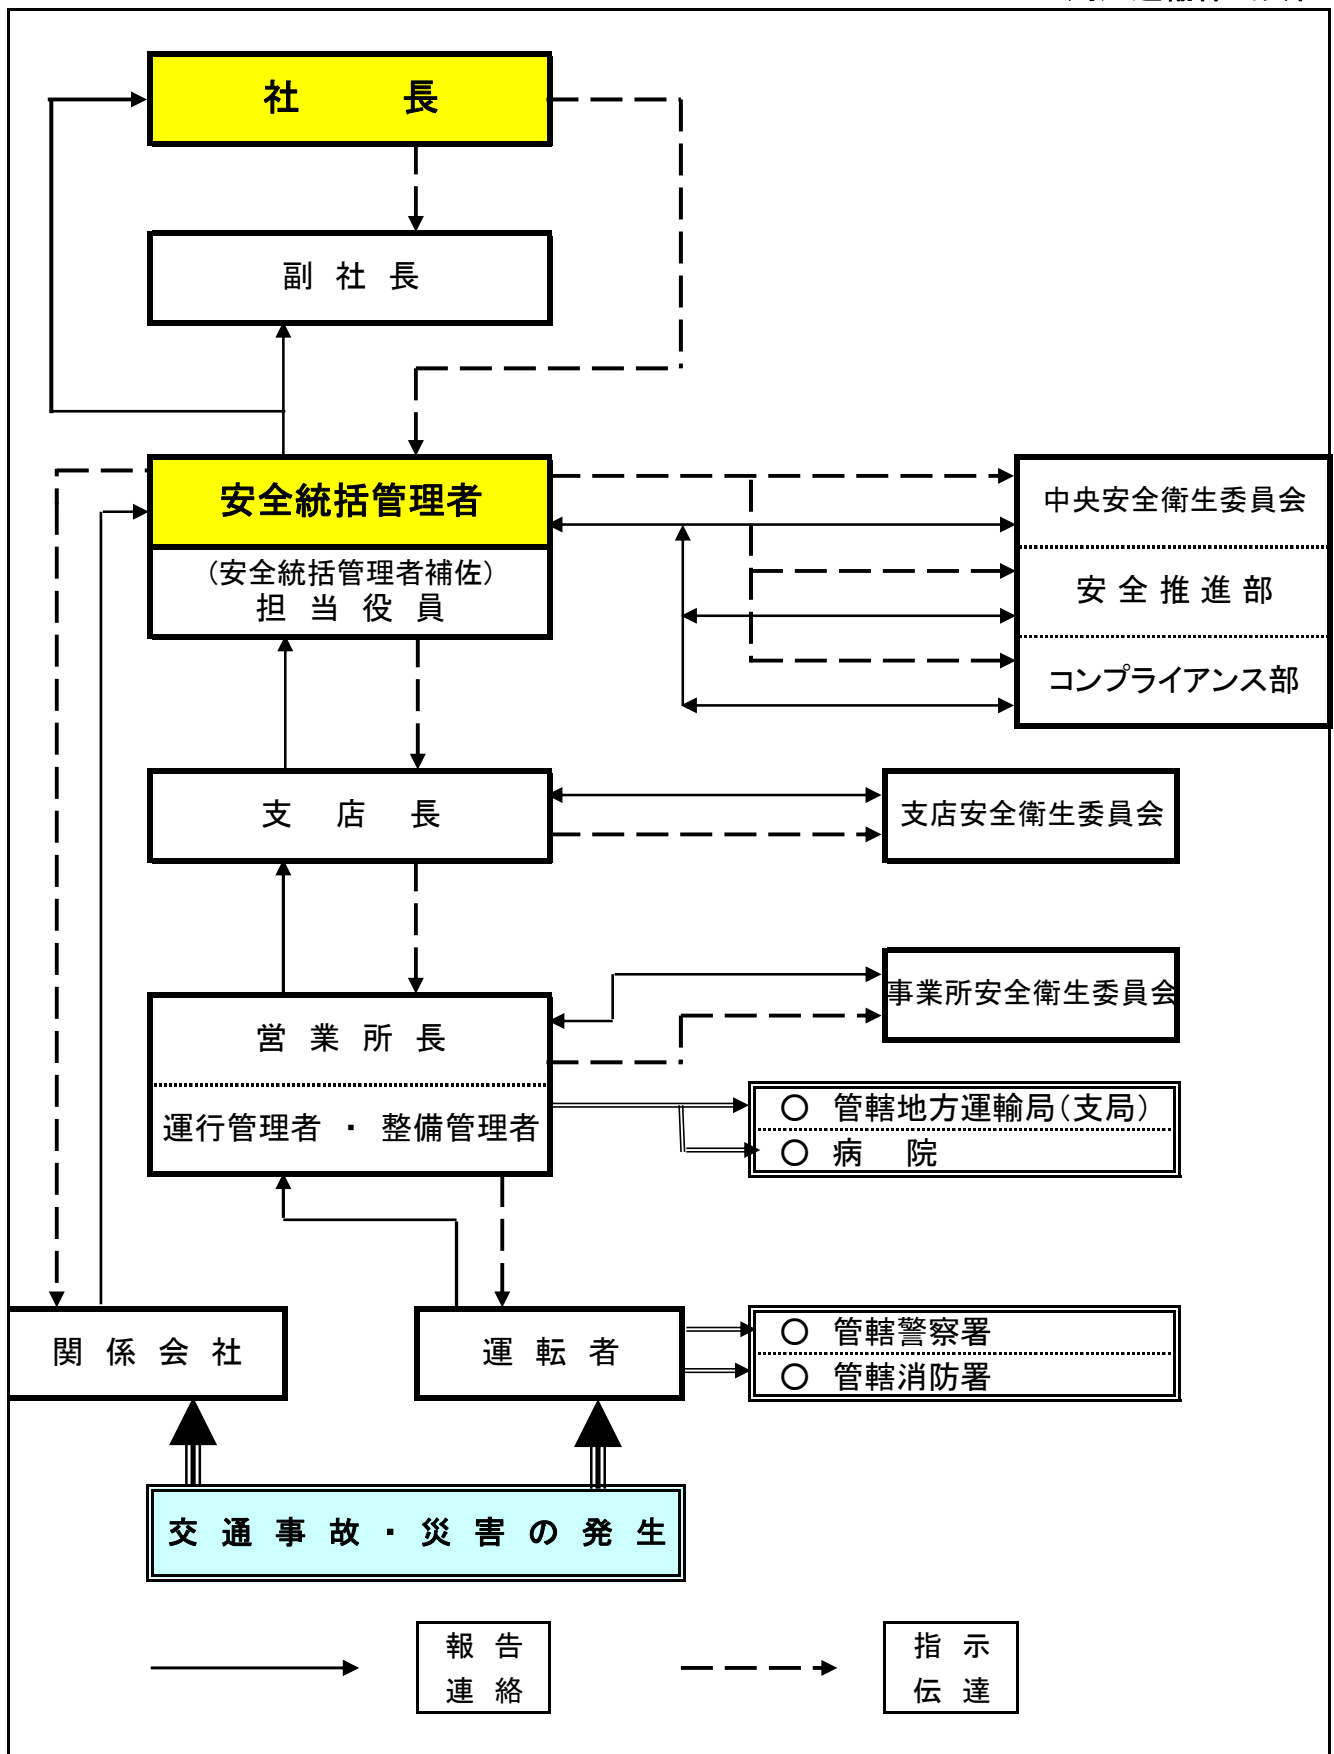 社　　長
副 社 長
安全統括管理者
（安全統括管理者補佐）
担 当 役 員
中央安全衛生委員会
安 全 推 進 部
コンプライアンス部
支　店　長
支店安全衛生委員会
事業所安全衛生委員会
営 業 所 長
運行管理者 ・ 整備管理者
○ 管轄地方運輸局（支局）
○ 病　院
関 係 会 社
運 転 者
○ 管轄警察署
○ 管轄消防署
交 通 事 故 ・ 災 害 の 発 生
報 告
連 絡
指 示
伝 達